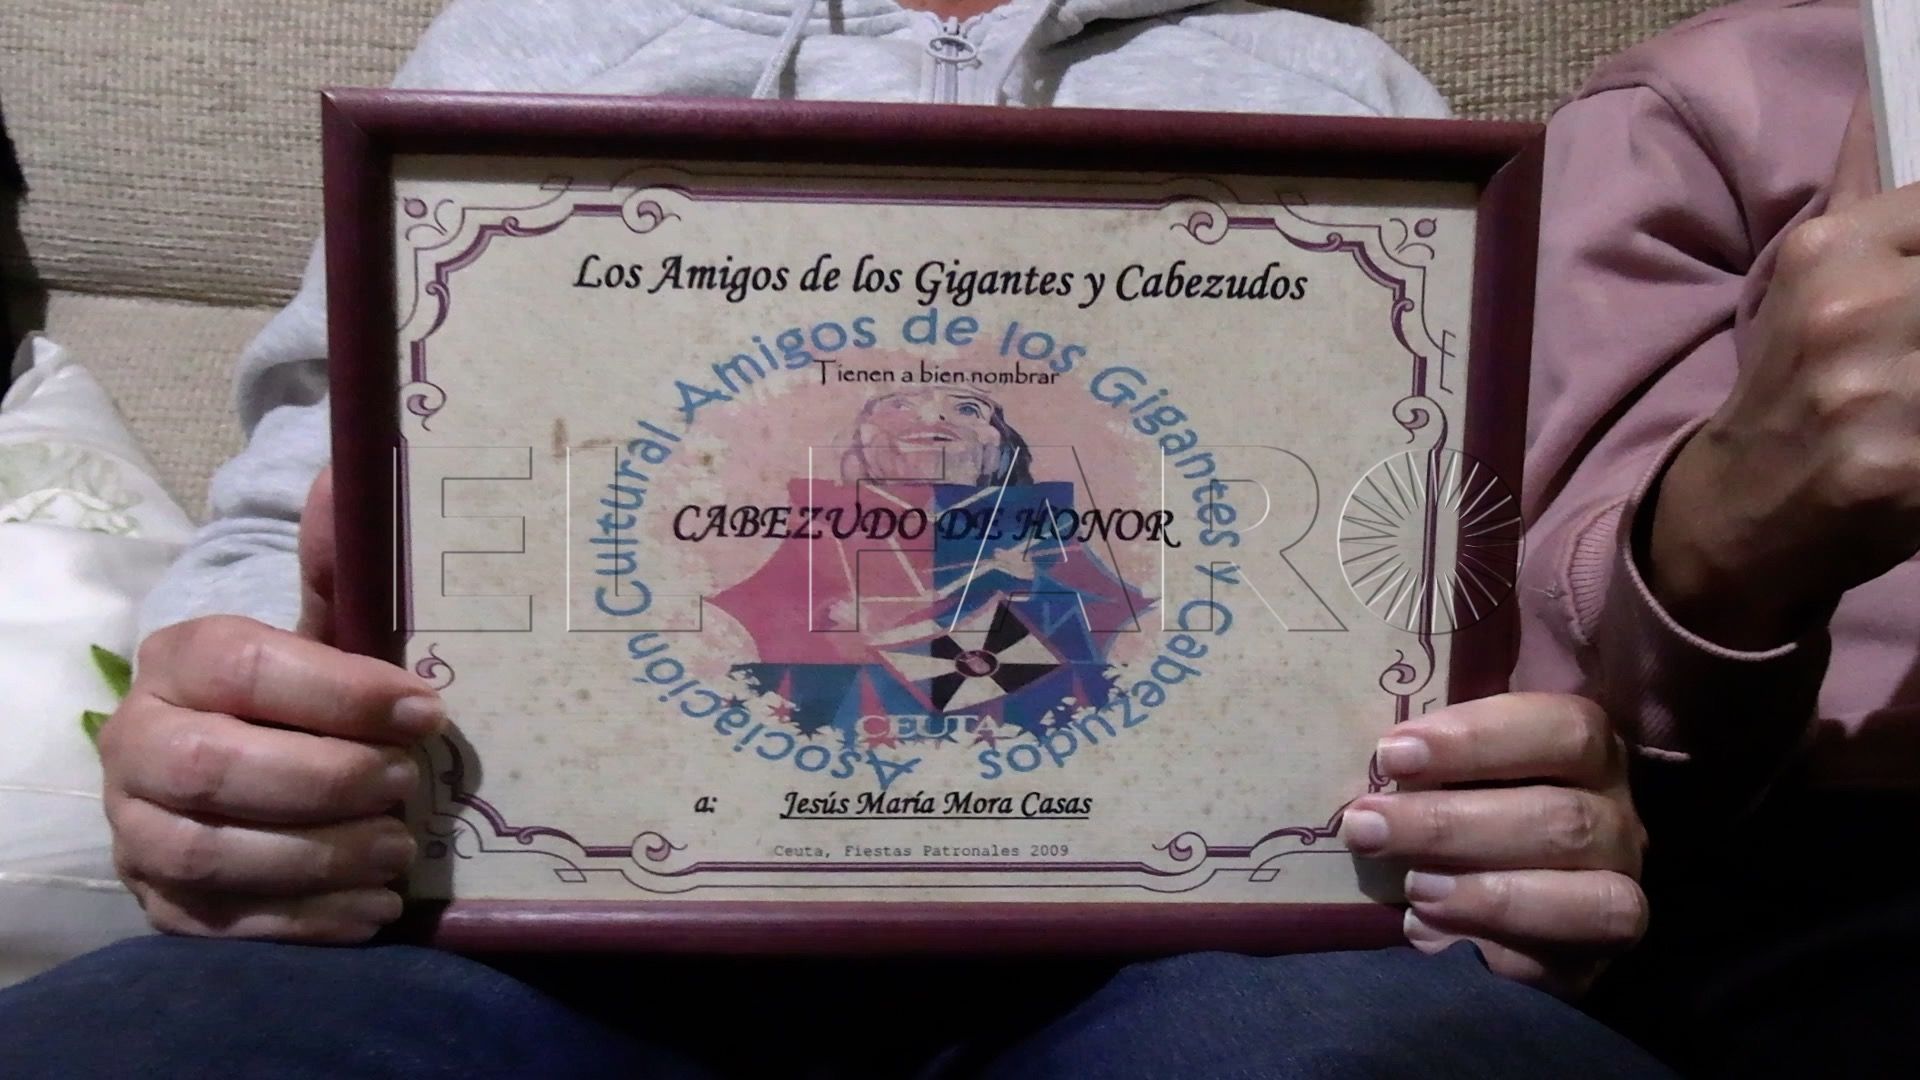 Los Amigos de los Gigantes y Cabezudos
Asociación Cultural Amigos de los Gigantes y Cabezudos
Tienen a bien nombrar
CABEZUDO DE HONOR
EL FARO
CEUTA
a: Jesús María Mora Casas
Ceuta, Fiestas Patronales 2009